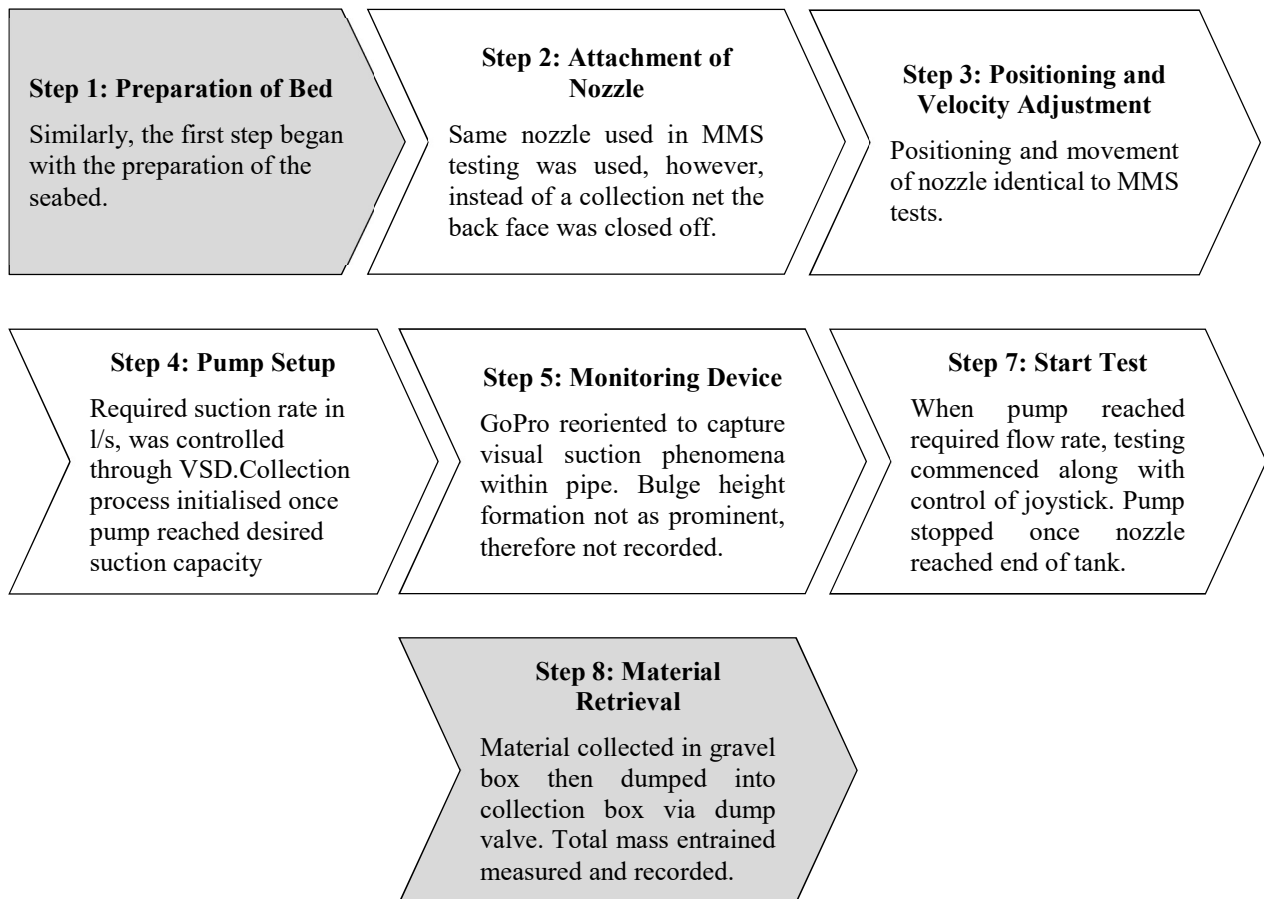 Step 1: Preparation of Bed
Similarly, the first step began
with the preparation of the
seabed.
Step 2: Attachment of
Nozzle
Same nozzle used in MMS
testing was used, however,
instead of a collection net the
back face was closed off.
Step 3: Positioning and
Velocity Adjustment
Positioning and movement
of nozzle identical to MMS
tests.
Step 4: Pump Setup
Required suction rate in
l/s, was controlled
through VSD.Collection
process initialised once
pump reached desired
suction capacity
Step 5: Monitoring Device
GoPro reoriented to capture
visual suction phenomena
within pipe. Bulge height
formation not as prominent,
therefore not recorded.
Step 7: Start Test
When pump reached
required flow rate, testing
commenced along with
control of joystick. Pump
stopped once nozzle
reached end of tank.
Step 8: Material
Retrieval
Material collected in gravel
box then dumped into
collection box via dump
valve. Total mass entrained
measured and recorded.